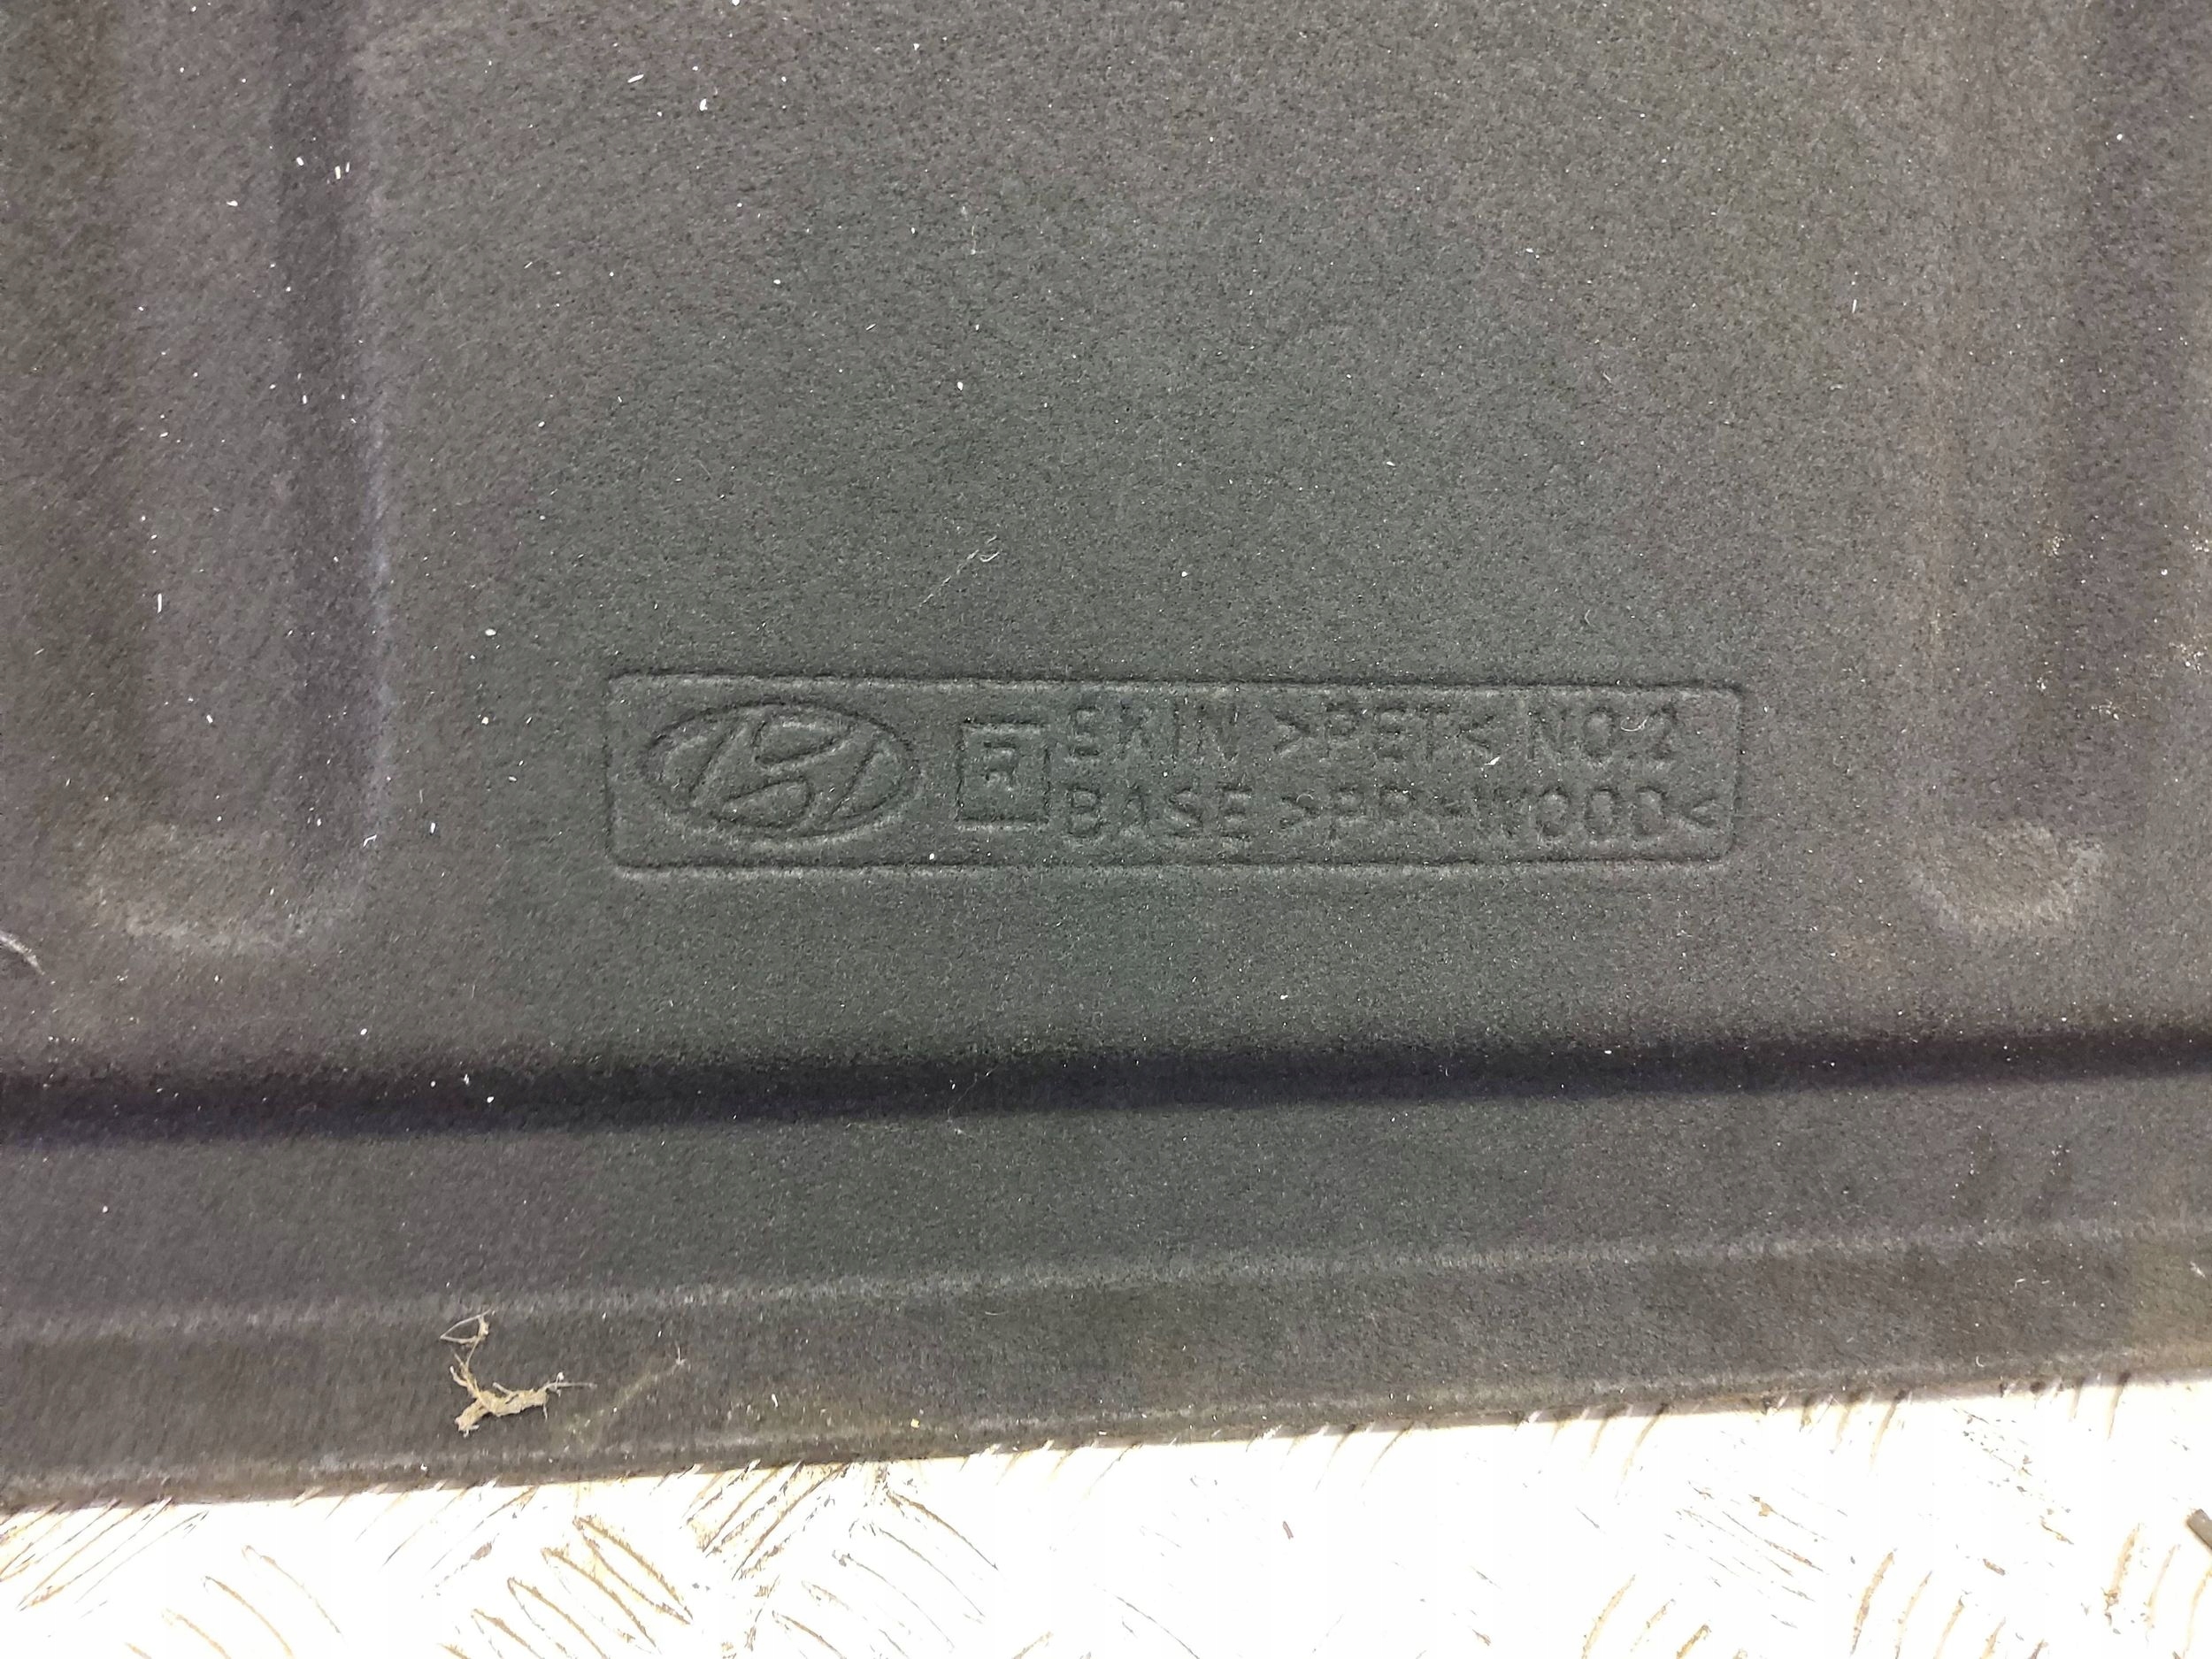 SKIN >PET< NO.2
BASE >PP+WOOD<